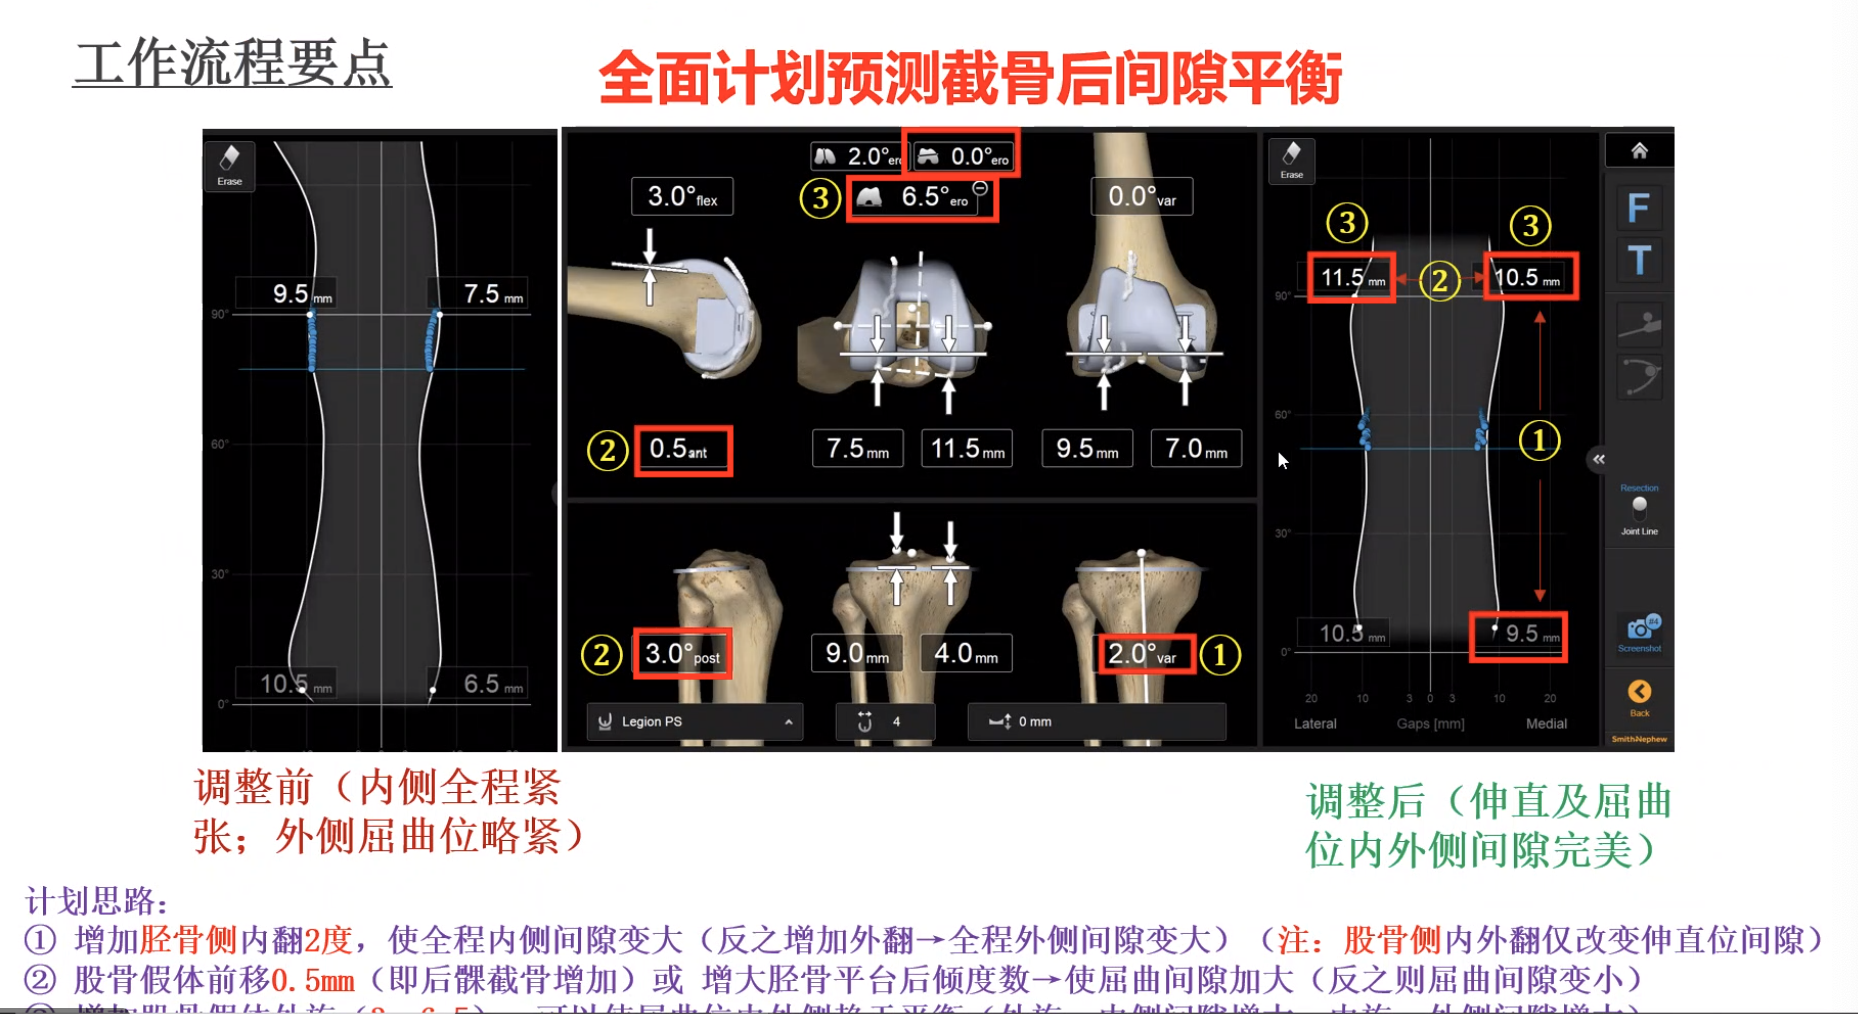 工作流程要点
全面计划预测截骨后间隙平衡
Erase
9.5 mm
7.5 mm
90°
60°
30°
10.5 mm
6.5 mm
0°
2.0° ero
0.0° ero
3.0° flex
③
6.5° ero
0.0° var
②
0.5 ant
7.5 mm
11.5 mm
9.5 mm
7.0 mm
②
3.0° post
9.0 mm
4.0 mm
2.0° var
①
Legion PS
4
0 mm
Erase
③
③
11.5 mm
②
10.5 mm
90°
60°
①
30°
10.5 mm
9.5 mm
0°
20 10 3 0 3 10 20
Lateral Gaps [mm] Medial
F
T
Resection
Joint Line
#4
Screenshot
Back
Smith+Nephew
调整前（内侧全程紧
张；外侧屈曲位略紧）
调整后（伸直及屈曲
位内外侧间隙完美）
计划思路：
① 增加胫骨侧内翻2度，使全程内侧间隙变大（反之增加外翻→全程外侧间隙变大）（注：股骨侧内外翻仅改变伸直位间隙）
② 股骨假体前移0.5mm（即后髁截骨增加）或 增大胫骨平台后倾度数→使屈曲间隙加大（反之则屈曲间隙变小）